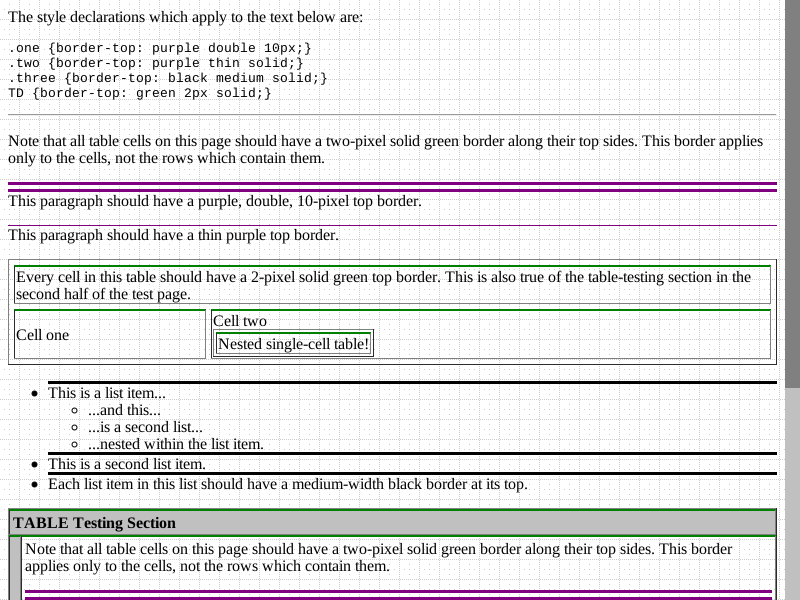 The style declarations which apply to the text below are:
.one {border-top: purple double 10px;}
.two {border-top: purple thin solid;}
.three {border-top: black medium solid;}
TD {border-top: green 2px solid;}
Note that all table cells on this page should have a two-pixel solid green border along their top sides. This border applies
only to the cells, not the rows which contain them.
This paragraph should have a purple, double, 10-pixel top border.
This paragraph should have a thin purple top border.
Every cell in this table should have a 2-pixel solid green top border. This is also true of the table-testing section in the
second half of the test page.
Cell one
Cell two
Nested single-cell table!
This is a list item...
...and this...
...is a second list...
...nested within the list item.
This is a second list item.
Each list item in this list should have a medium-width black border at its top.
TABLE Testing Section
Note that all table cells on this page should have a two-pixel solid green border along their top sides. This border
applies only to the cells, not the rows which contain them.